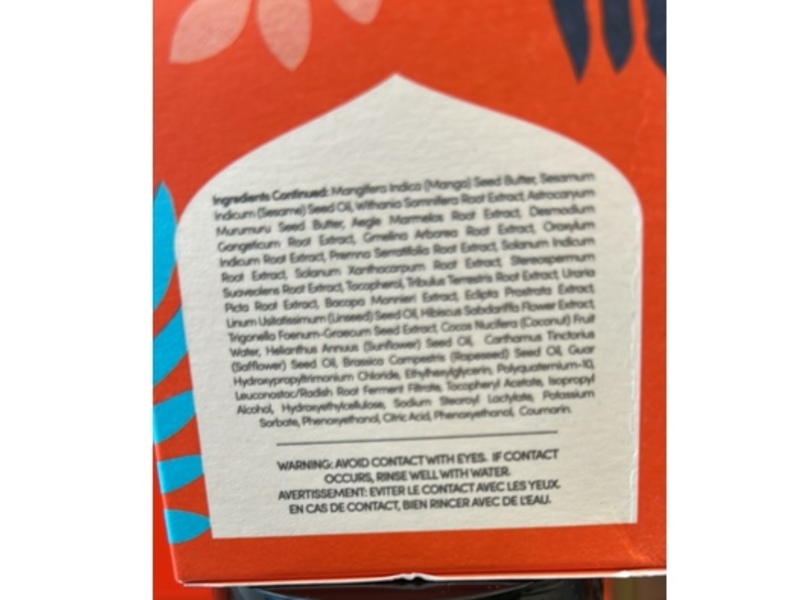 Ingredients Continued: Mangifera Indica (Mango) Seed Butter, Sesamum
Indicum (Sesame) Seed Oil, Withania Somnifera Root Extract, Astrocaryum
Murumuru Seed Butter, Aegle Marmelos Root Extract, Desmodium
Gangeticum Root Extract, Gmelina Arborea Root Extract, Oroxylum
Indicum Root Extract, Premna Serratifolia Root Extract, Solanum Indicum
Root Extract, Solanum Xanthocarpum Root Extract, Stereospermum
Suaveolens Root Extract, Tocopherol, Tribulus Terrestris Root Extract, Uraria
Picta Root Extract, Bacopa Monnieri Extract, Eclipta Prostrata Extract,
Linum Usitatissimum (Linseed) Seed Oil, Hibiscus Sabdariffa Flower Extract,
Trigonella Foenum-Graecum Seed Extract, Cocos Nucifera (Coconut) Fruit
Water, Helianthus Annuus (Sunflower) Seed Oil, Carthamus Tinctorius
(Safflower) Seed Oil, Brassica Campestris (Rapeseed) Seed Oil, Guar
Hydroxypropyltrimonium Chloride, Ethylhexylglycerin, Polyquaternium-10,
Leuconostoc/Radish Root Ferment Filtrate, Tocopheryl Acetate, Isopropyl
Alcohol, Hydroxyethylcellulose, Sodium Stearoyl Lactylate, Potassium
Sorbate, Phenoxyethanol, Citric Acid, Phenoxyethanol, Coumarin.
WARNING: AVOID CONTACT WITH EYES. IF CONTACT
OCCURS, RINSE WELL WITH WATER.
AVERTISSEMENT: EVITER LE CONTACT AVEC LES YEUX.
EN CAS DE CONTACT, BIEN RINCER AVEC DE L'EAU.